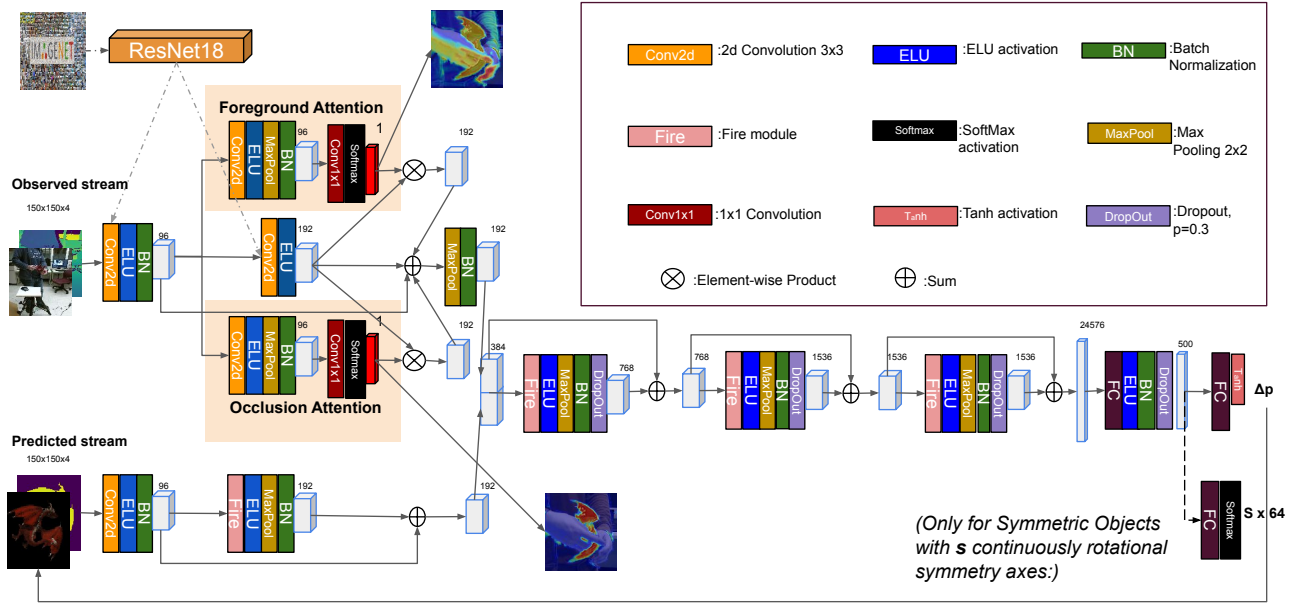 IMAGENET
ResNet18
Foreground Attention
Conv2d
ELU
MaxPool
BN
96
Conv1x1
Softmax
1
192
Observed stream
150x150x4
Conv2d
ELU
BN
96
Conv2d
ELU
192
MaxPool
BN
192
Conv2d
ELU
MaxPool
BN
96
Conv1x1
Softmax
1
192
Occlusion Attention
Predicted stream
150x150x4
Conv2d
ELU
BN
96
Fire
ELU
MaxPool
BN
192
192
384
Fire
ELU
MaxPool
BN
DropOut
768
768
Fire
ELU
MaxPool
BN
DropOut
1536
1536
Fire
ELU
MaxPool
BN
DropOut
1536
24576
FC
ELU
BN
DropOut
500
FC
Tanh
Δp
FC
Softmax
S x 64
(Only for Symmetric Objects
with s continuously rotational
symmetry axes:)
Conv2d :2d Convolution 3x3
ELU :ELU activation
BN :Batch
Normalization
Fire :Fire module
Softmax :SoftMax
activation
MaxPool :Max
Pooling 2x2
Conv1x1 :1x1 Convolution
Tanh :Tanh activation
DropOut :Dropout,
p=0.3
:Element-wise Product
:Sum